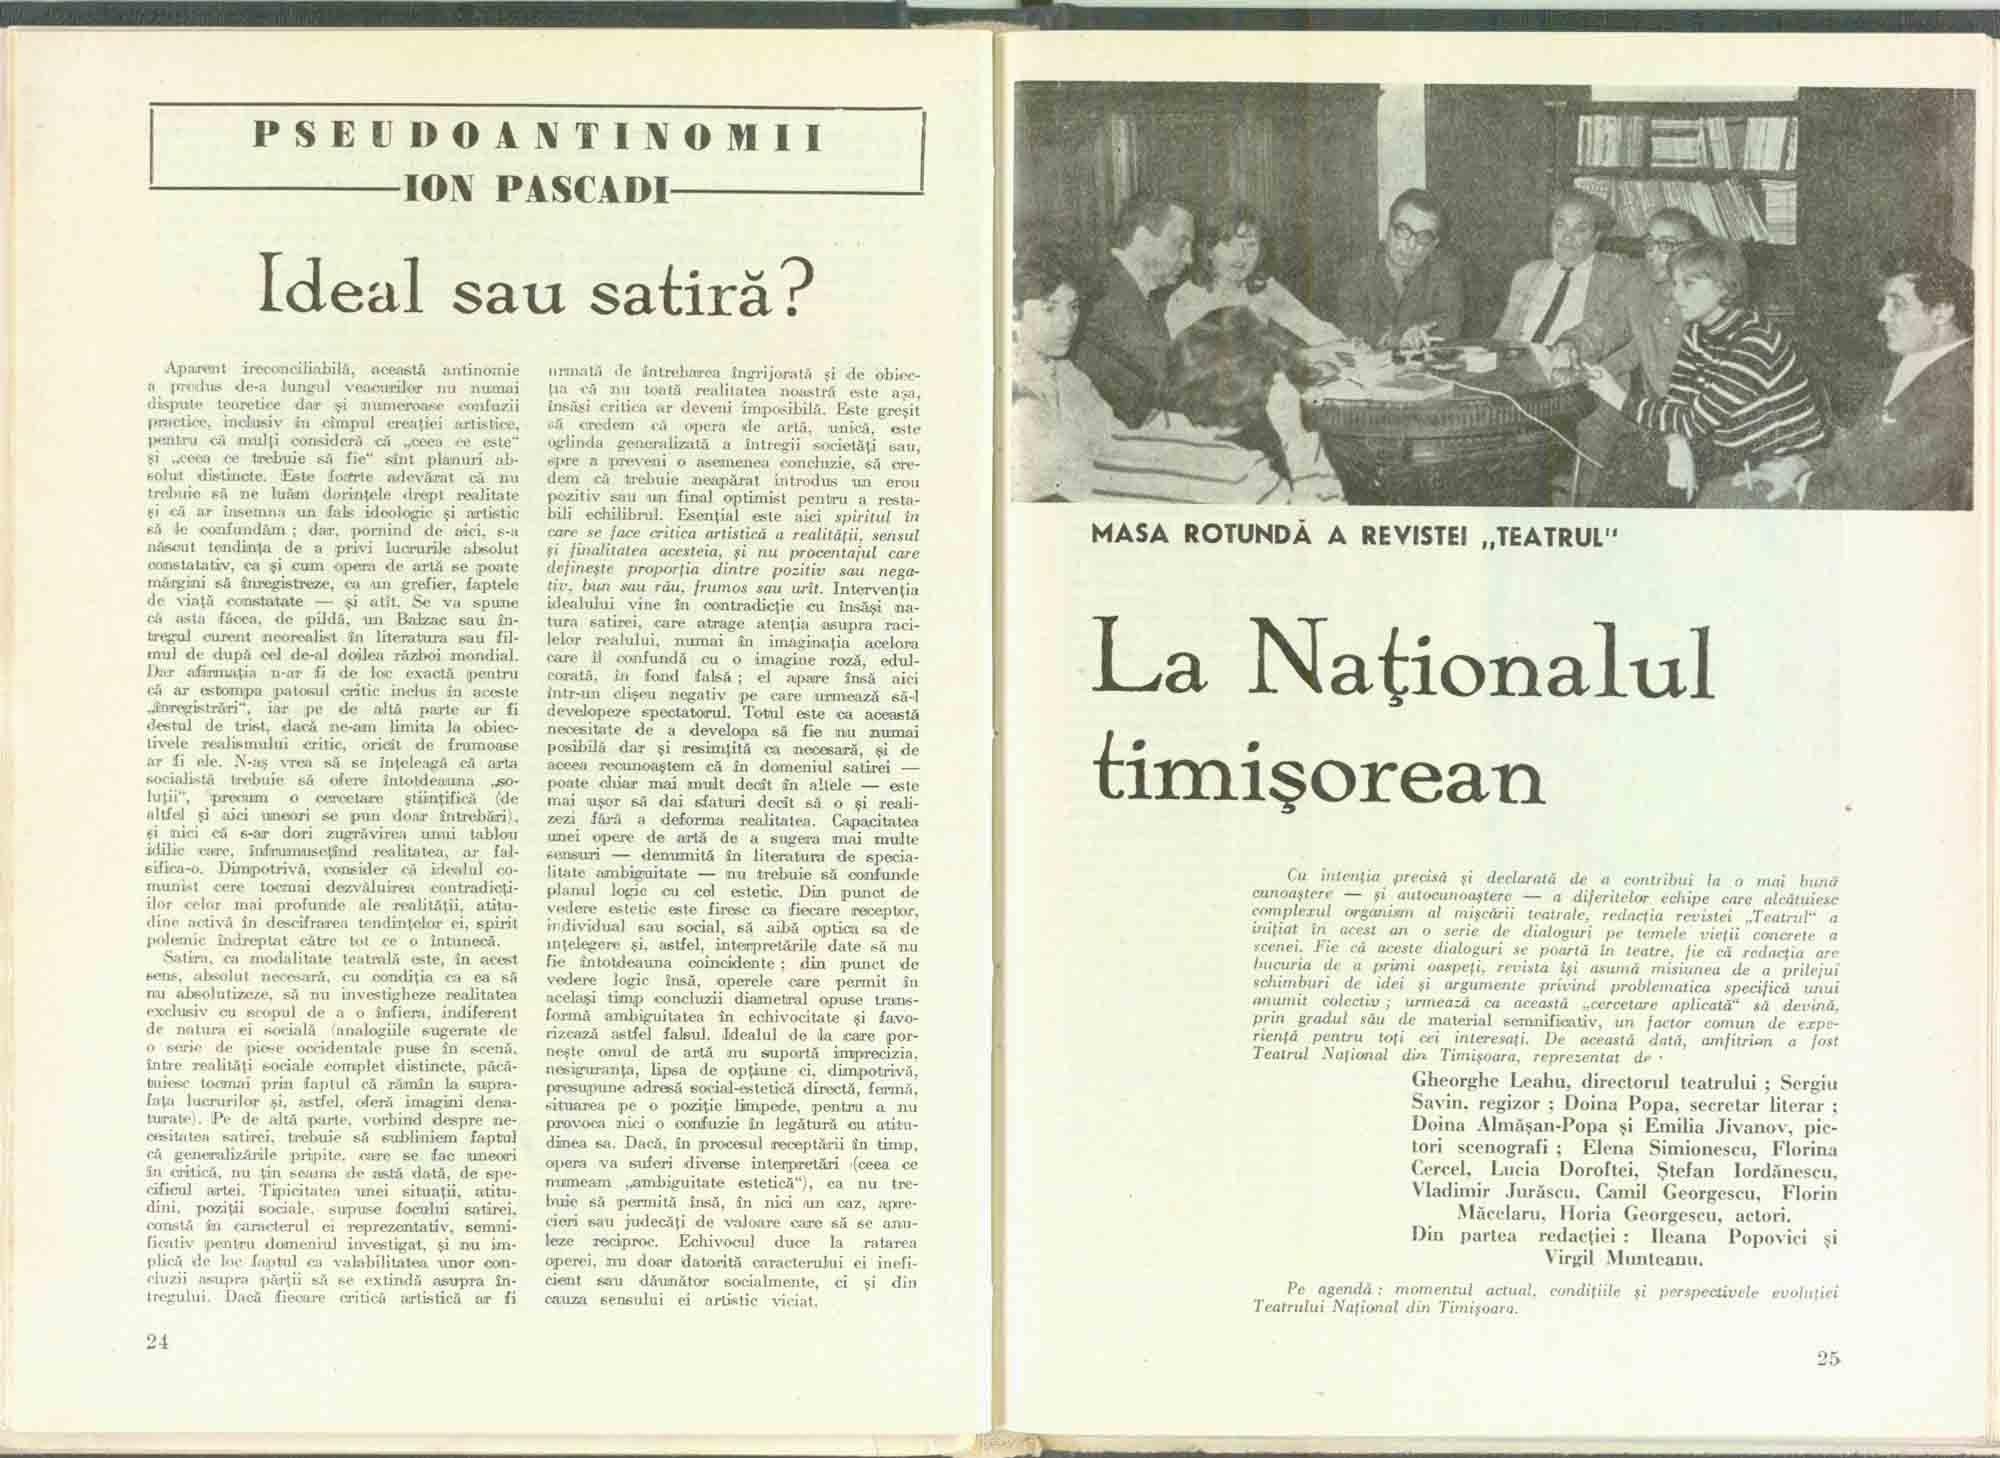 PSEUDOANTINOMII
ION PASCADI
Ideal sau satiră?
Aparent ireconciliabilă, această antinomie
a produs de-a lungul veacurilor nu numai
dispute teoretice dar și numeroase confuzii
practice, inclusiv în cîmpul creației artistice,
pentru că mulți consideră că „ceea ce este“
și „ceea ce trebuie să fie“ sînt planuri ab-
solut distincte. Este foarte adevărat că nu
trebuie să ne luăm dorințele drept realitate
și că ar însemna un fals ideologic și artistic
să le confundăm ; dar, pornind de aici, s-a
născut tendința de a privi lucrurile absolut
constatativ, ca și cum opera de artă se poate
mărgini să înregistreze, ca un grefier, faptele
de viață constatate — și atît. Se va spune
că asta făcea, de pildă, un Balzac sau în-
tregul curent neorealist în literatura sau fil-
mul de după cel de-al doilea război mondial.
Dar afirmația n-ar fi de loc exactă pentru
că ar estompa patosul critic inclus în aceste
„înregistrări“, iar pe de altă parte ar fi
destul de trist, dacă ne-am limita la obiec-
tivele realismului critic, oricît de frumoase
ar fi ele. N-aș vrea să se înțeleagă că arta
socialistă trebuie să ofere întotdeauna „so-
luții“, precum o cercetare științifică (de
altfel și aici uneori se pun doar întrebări),
și nici că s-ar dori zugrăvirea unui tablou
idilic care, înfrumusețînd realitatea, ar fal-
sifica-o. Dimpotrivă, consider că idealul co-
munist cere tocmai dezvăluirea contradicți-
ilor celor mai profunde ale realității, atitu-
dine activă în descifrarea tendințelor ei, spirit
polemic îndreptat către tot ce o întunecă.
Satira, ca modalitate teatrală este, în acest
sens, absolut necesară, cu condiția ca ea să
nu absolutizeze, să nu investigheze realitatea
exclusiv cu scopul de a o înfiera, indiferent
de natura ei socială (analogiile sugerate de
o serie de piese occidentale puse în scenă,
între realități sociale complet distincte, păcă-
tuiesc tocmai prin faptul că rămîn la supra-
fața lucrurilor și, astfel, oferă imagini dena-
turate). Pe de altă parte, vorbind despre ne-
cesitatea satirei, trebuie să subliniem faptul
că generalizările pripite, care se fac uneori
în critică, nu țin seama de astă dată, de spe-
cificul artei. Tipicitatea unei situații, atitu-
dini, poziții sociale, supuse focului satirei,
constă în caracterul ei reprezentativ, semni-
ficativ pentru domeniul investigat, și nu im-
plică de loc faptul ca valabilitatea unor con-
cluzii asupra părții să se extindă asupra în-
tregului. Dacă fiecare critică artistică ar fi
urmată de întrebarea îngrijorată și de obiec-
ția că nu toată realitatea noastră este așa,
însăși critica ar deveni imposibilă. Este greșit
să credem că opera de artă, unică, este
oglinda generalizată a întregii societăți sau,
spre a preveni o asemenea concluzie, să cre-
dem că trebuie neapărat introdus un erou
pozitiv sau un final optimist pentru a resta-
bili echilibrul. Esențial este aici spiritul în
care se face critica artistică a realității, sensul
și finalitatea acesteia, și nu procentajul care
definește proporția dintre pozitiv sau nega-
tiv, bun sau rău, frumos sau urît. Intervenția
idealului vine în contradicție cu însăși na-
tura satirei, care atrage atenția asupra raci-
lelor realului, numai în imaginația acelora
care îl confundă cu o imagine roză, edul-
corată, în fond falsă ; el apare însă aici
într-un clișeu negativ pe care urmează să-l
developeze spectatorul. Totul este ca această
necesitate de a developa să fie nu numai
posibilă dar și resimțită ca necesară, și de
aceea recunoaștem că în domeniul satirei —
poate chiar mai mult decît în altele — este
mai ușor să dai sfaturi decît să o și reali-
zezi fără a deforma realitatea. Capacitatea
unei opere de artă de a sugera mai multe
sensuri — denumită în literatura de specia-
litate ambiguitate — nu trebuie să confunde
planul logic cu cel estetic. Din punct de
vedere estetic este firesc ca fiecare receptor,
individual sau social, să aibă optica sa de
înțelegere și, astfel, interpretările date să nu
fie întotdeauna coincidente ; din punct de
vedere logic însă, operele care permit în
același timp concluzii diametral opuse trans-
formă ambiguitatea în echivocitate și favo-
rizează astfel falsul. Idealul de la care por-
nește omul de artă nu suportă imprecizia,
nesiguranța, lipsa de opțiune ci, dimpotrivă,
presupune adresă social-estetică directă, fermă,
situarea pe o poziție limpede, pentru a nu
provoca nici o confuzie în legătură cu atitu-
dinea sa. Dacă, în procesul receptării în timp,
opera va suferi diverse interpretări (ceea ce
numeam „ambiguitate estetică“), ea nu tre-
buie să permită însă, în nici un caz, apre-
cieri sau judecăți de valoare care să se anu-
leze reciproc. Echivocul duce la ratarea
operei, nu doar datorită caracterului ei inefi-
cient sau dăunător socialmente, ci și din
cauza sensului ei artistic viciat.
24
MASA ROTUNDĂ A REVISTEI „TEATRUL“
La Naţionalul
timişorean
Cu intenția precisă și declarată de a contribui la o mai bună
cunoaștere — și autocunoaștere — a diferitelor echipe care alcătuiesc
complexul organism al mișcării teatrale, redacția revistei „Teatrul“ a
inițiat în acest an o serie de dialoguri pe temele vieții concrete a
scenei. Fie că aceste dialoguri se poartă în teatre, fie că redacția are
bucuria de a primi oaspeți, revista își asumă misiunea de a prilejui
schimburi de idei și argumente privind problematica specifică unui
anumit colectiv ; urmează ca această „cercetare aplicată“ să devină,
prin gradul său de material semnificativ, un factor comun de expe-
riență pentru toți cei interesați. De această dată, amfitrion a fost
Teatrul Național din Timișoara, reprezentat de :
Gheorghe Leahu, directorul teatrului ; Sergiu
Savin, regizor ; Doina Popa, secretar literar ;
Doina Almășan-Popa și Emilia Jivanov, pic-
tori scenografi ; Elena Simionescu, Florina
Cercel, Lucia Doroftei, Ștefan Iordănescu,
Vladimir Jurăscu, Camil Georgescu, Florin
Măcelaru, Horia Georgescu, actori.
Din partea redacției : Ileana Popovici și
Virgil Munteanu.
Pe agendă : momentul actual, condițiile și perspectivele evoluției
Teatrului Național din Timișoara.
25